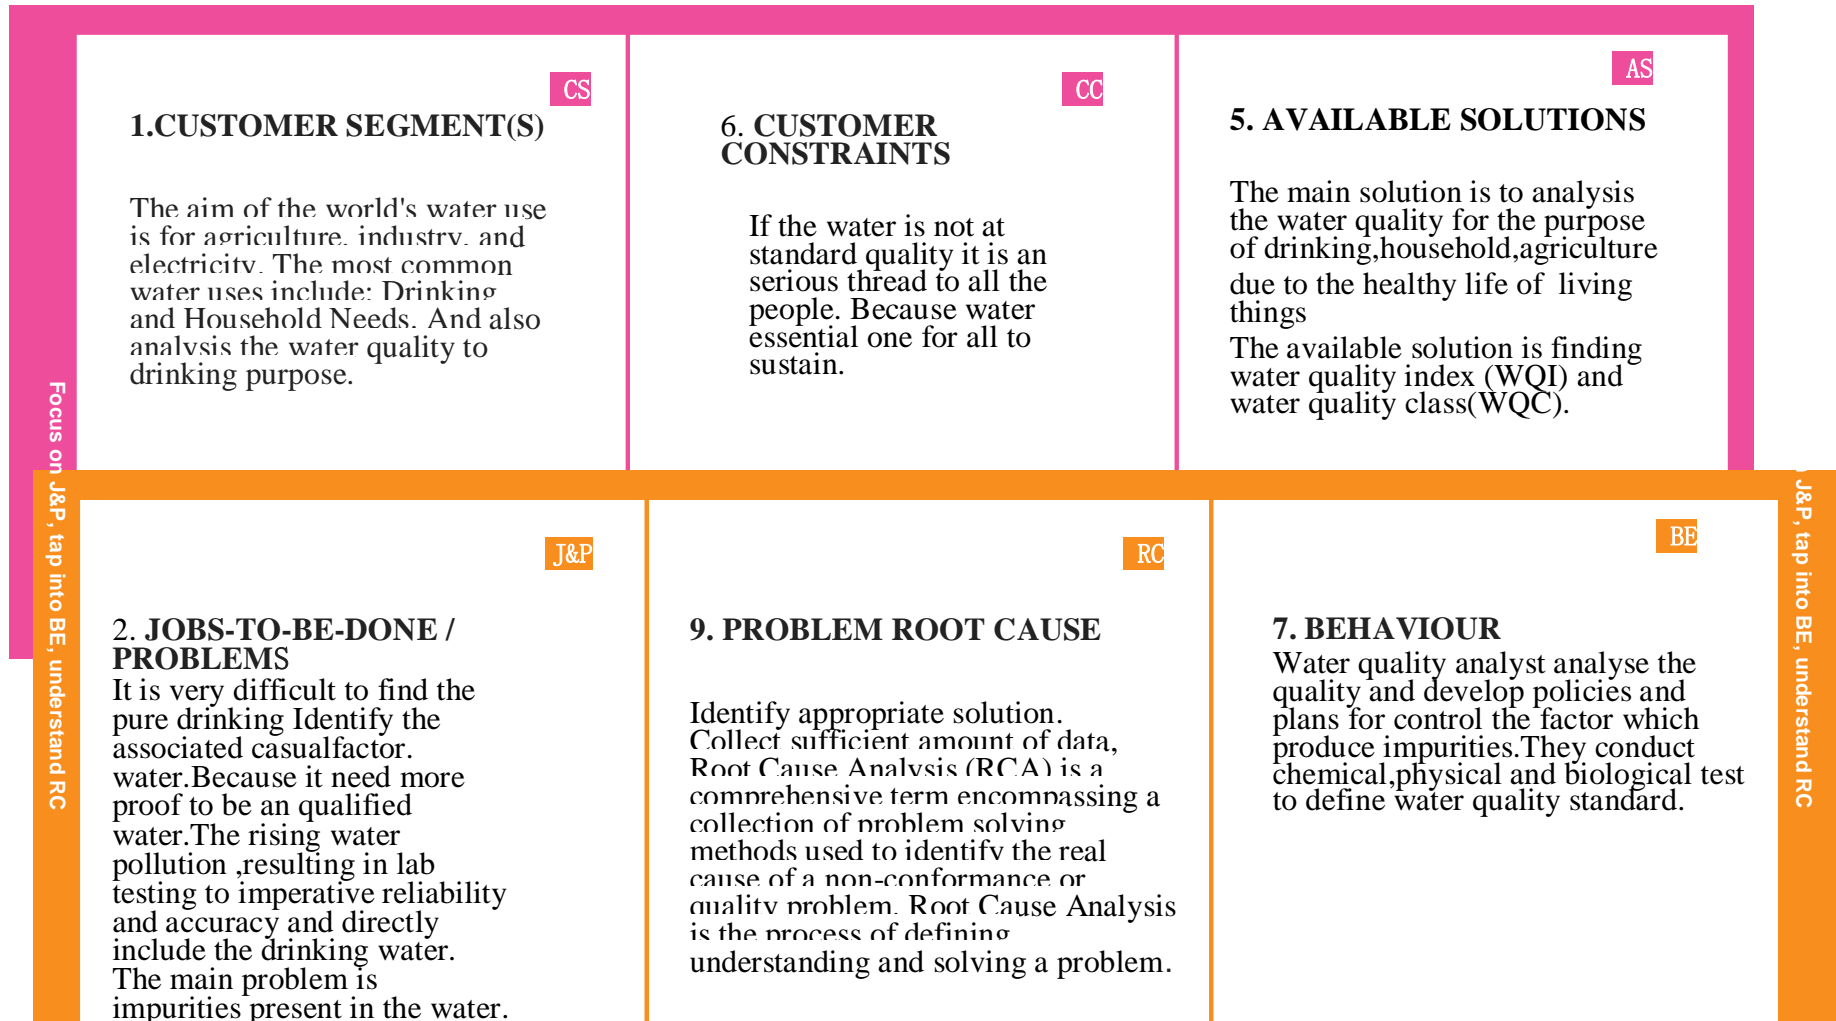 CS
1.CUSTOMER SEGMENT(S)
The aim of the world's water use
is for agriculture, industry, and
electricity. The most common
water uses include: Drinking
and Household Needs. And also
analysis the water quality to
drinking purpose.
CC
6. CUSTOMER
CONSTRAINTS
If the water is not at
standard quality it is an
serious thread to all the
people. Because water
essential one for all to
sustain.
AS
5. AVAILABLE SOLUTIONS
The main solution is to analysis
the water quality for the purpose
of drinking,household,agriculture
due to the healthy life of living
things
The available solution is finding
water quality index (WQI) and
water quality class(WQC).
Focus on J&P, tap into BE, understand RC
J&P
2. JOBS-TO-BE-DONE /
PROBLEMS
It is very difficult to find the
pure drinking Identify the
associated casualfactor.
water.Because it need more
proof to be an qualified
water.The rising water
pollution ,resulting in lab
testing to imperative reliability
and accuracy and directly
include the drinking water.
The main problem is
impurities present in the water.
RC
9. PROBLEM ROOT CAUSE
Identify appropriate solution.
Collect sufficient amount of data,
Root Cause Analysis (RCA) is a
comprehensive term encompassing a
collection of problem solving
methods used to identify the real
cause of a non-conformance or
quality problem. Root Cause Analysis
is the process of defining
understanding and solving a problem.
BE
7. BEHAVIOUR
Water quality analyst analyse the
quality and develop policies and
plans for control the factor which
produce impurities.They conduct
chemical,physical and biological test
to define water quality standard.
J&P, tap into BE, understand RC